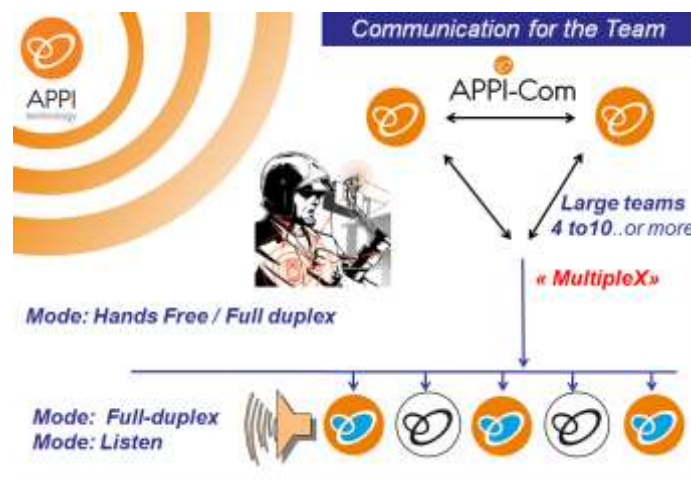 Communication for the Team
APPI
technology
APPI-Com
Large teams
4 to10..or more
« MultipleX»
Mode: Hands Free / Full duplex
Mode: Full-duplex
Mode: Listen